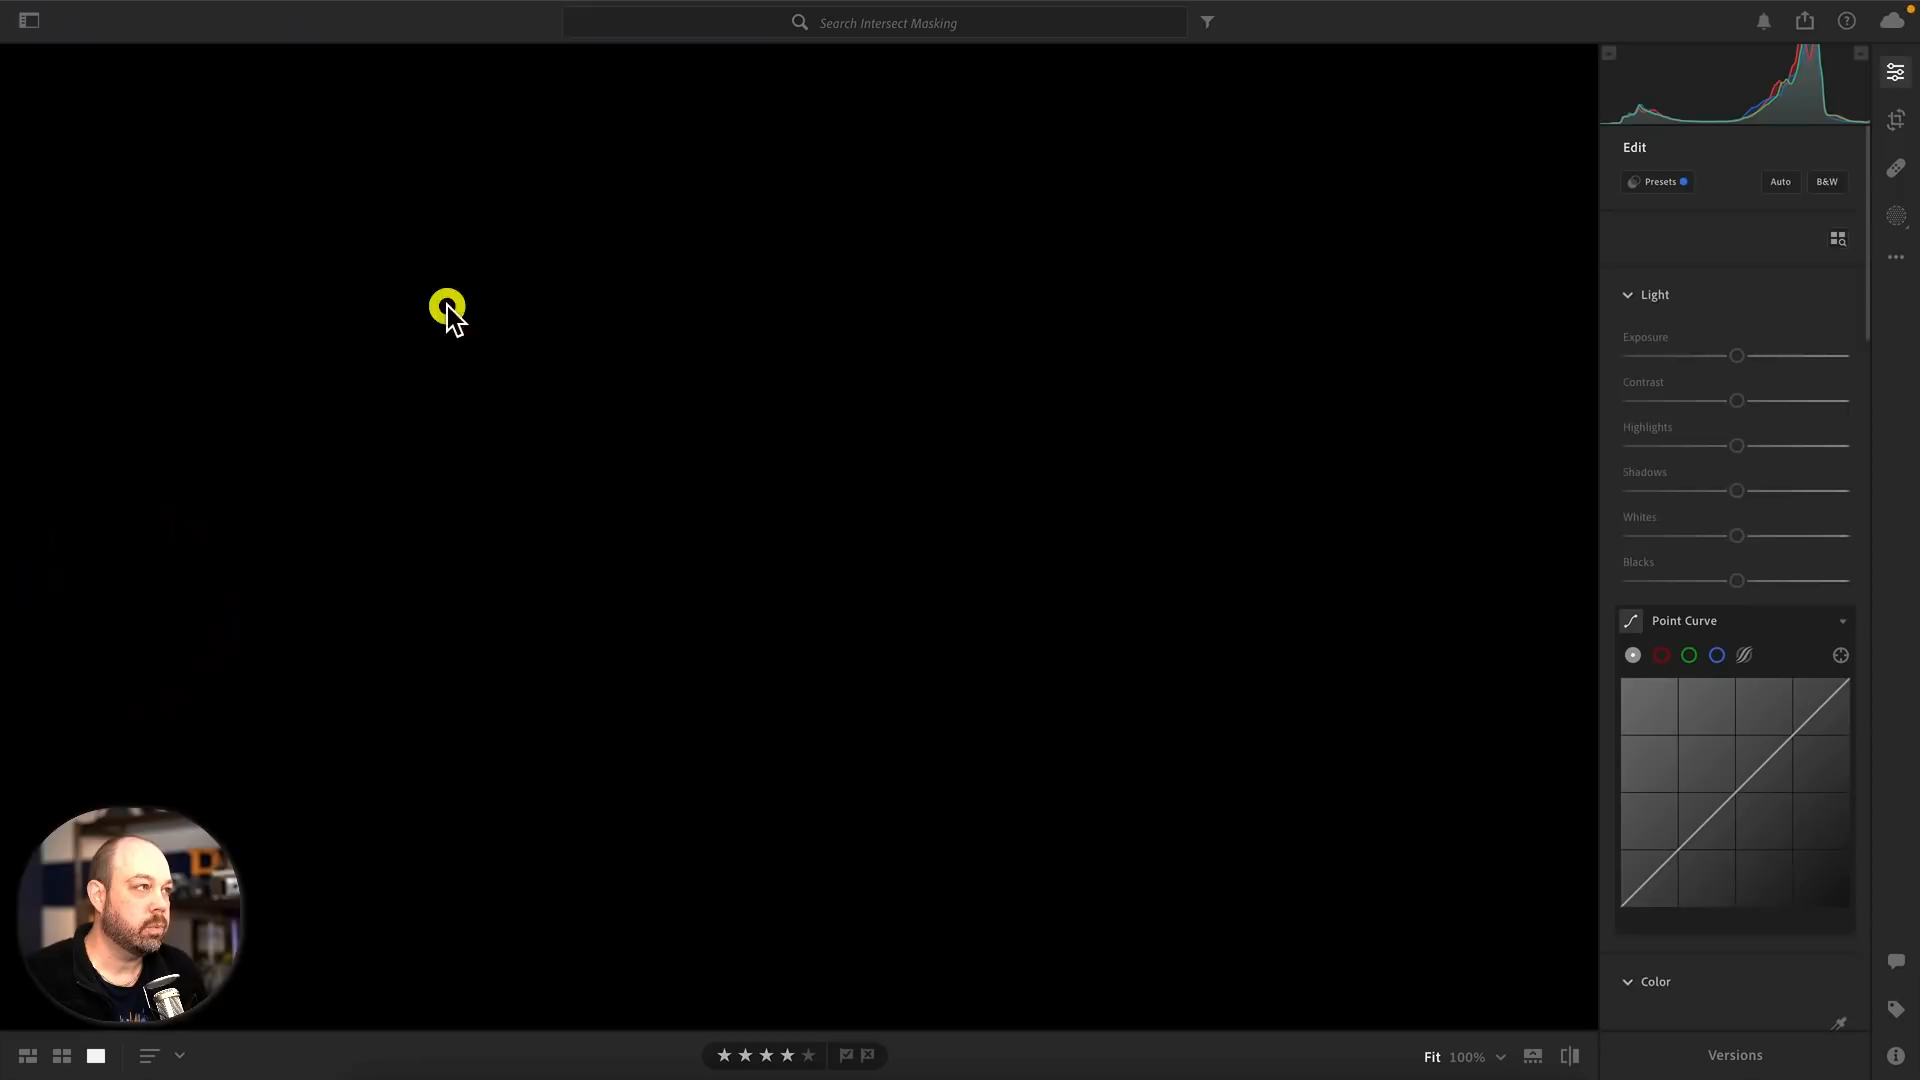 Search Intersect Masking
Edit
Presets
Auto
B&W
Light
Exposure
Contrast
Highlights
Shadows
Whites
Blacks
Point Curve
Color
Fit 100%
Versions